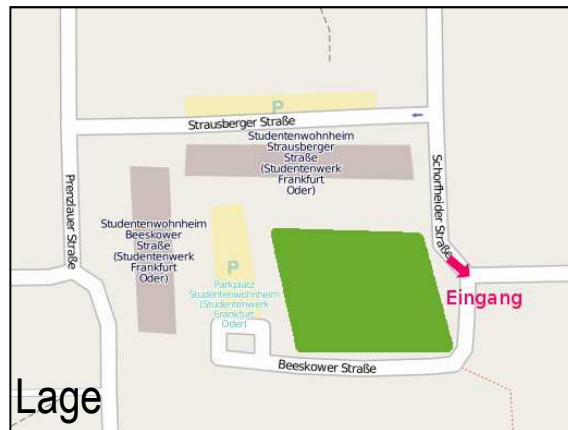 P
Strausberger Straße
Studentenwohnheim
Strausberger
Straße
(Studentenwerk
Frankfurt
Oder)
Prenzlauer Straße
Schorfheider Straße
Studentenwohnheim
Beeskower
Straße
(Studentenwerk
Frankfurt
Oder)
P
Parkplatz
Studentenwohnheim
(Studentenwerk
Frankfurt
Oder)
Eingang
Beeskower Straße
Lage